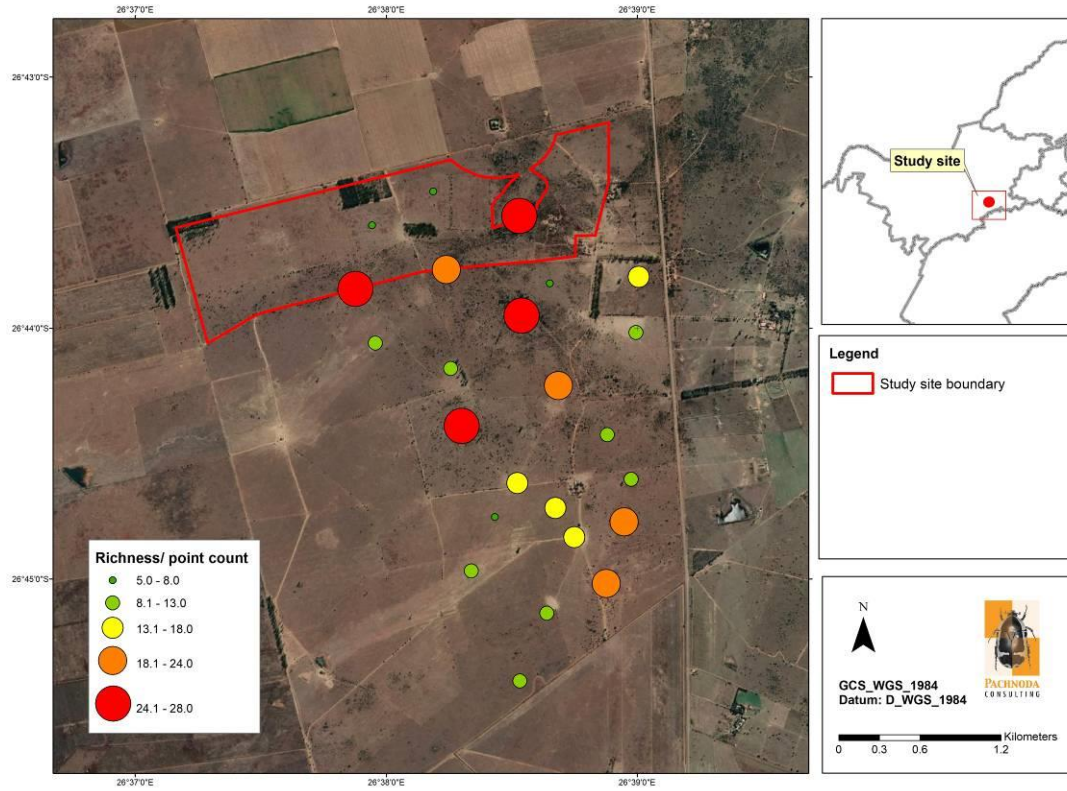 26°37'0"E
26°38'0"E
26°39'0"E
26°43'0"S
26°44'0"S
26°45'0"S
Richness/ point count
5.0 - 8.0
8.1 - 13.0
13.1 - 18.0
18.1 - 24.0
24.1 - 28.0
26°37'0"E
26°38'0"E
26°39'0"E
Study site
Legend
Study site boundary
N
PACHNODA
CONSULTING
GCS_WGS_1984
Datum: D_WGS_1984
Kilometers
0 0.3 0.6 1.2